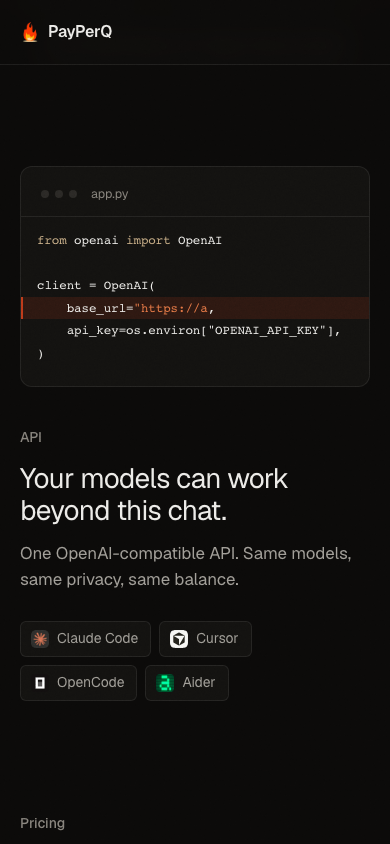 PayPerQ
app.py
from openai import OpenAI
client = OpenAI(
    base_url="https://a,
    api_key=os.environ["OPENAI_API_KEY"],
)
API
Your models can work
beyond this chat.
One OpenAI-compatible API. Same models,
same privacy, same balance.
Claude Code
Cursor
OpenCode
Aider
Pricing